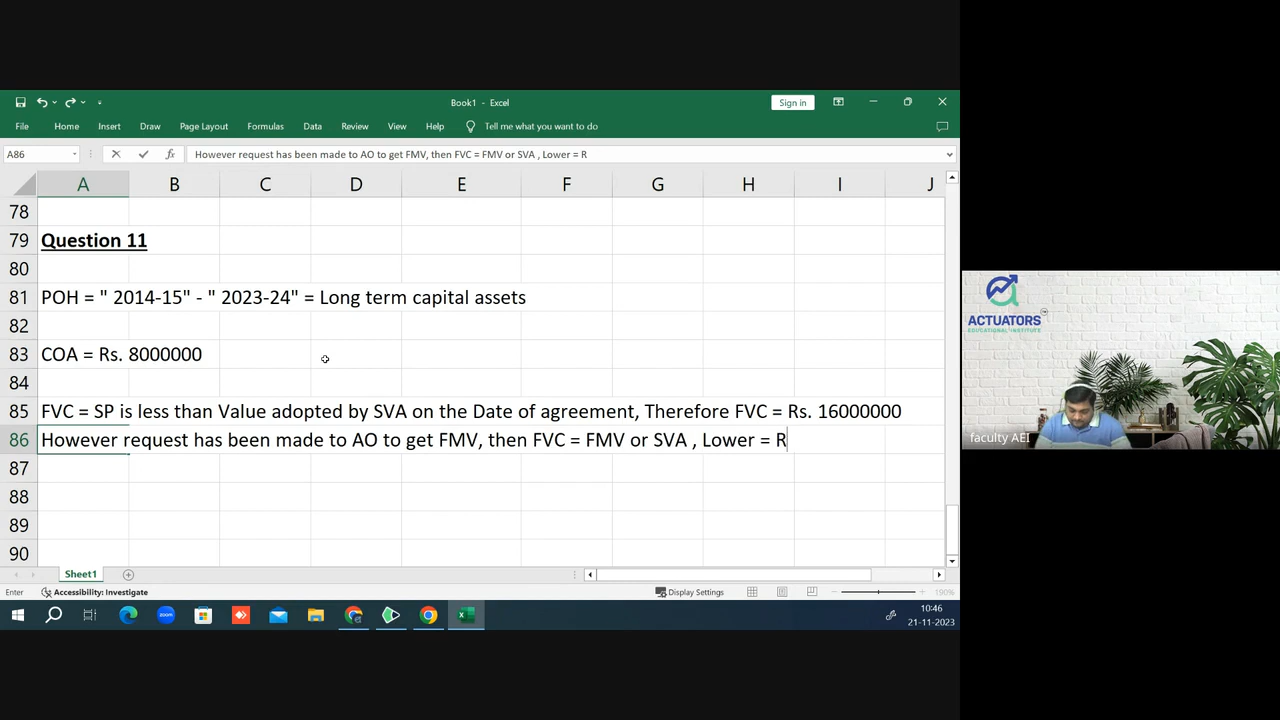 Book1 - Excel
Sign in
File Home Insert Draw Page Layout Formulas Data Review View Help Tell me what you want to do
A86 fx However request has been made to AO to get FMV, then FVC = FMV or SVA , Lower = R
A B C D E F G H I J
78
79 Question 11
80
81 POH = " 2014-15" - " 2023-24" = Long term capital assets
82
83 COA = Rs. 8000000
84
85 FVC = SP is less than Value adopted by SVA on the Date of agreement, Therefore FVC = Rs. 16000000
86 However request has been made to AO to get FMV, then FVC = FMV or SVA , Lower = R
87
88
89
90
Sheet1
Enter Accessibility: Investigate Display Settings 190%
zoom
10:46
21-11-2023
ACTUATORS
EDUCATIONAL INSTITUTE
faculty AEI